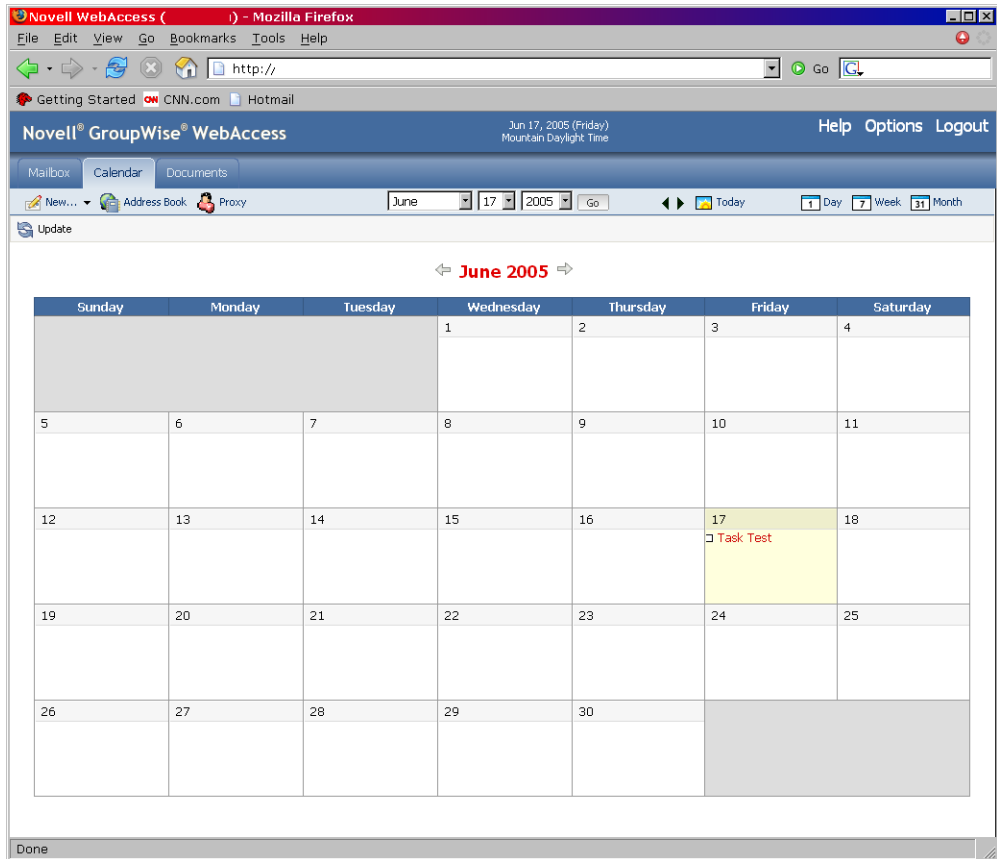 Novell WebAccess ( ) - Mozilla Firefox
File Edit View Go Bookmarks Tools Help
http:// Go G
Getting Started CNN CNN.com Hotmail
Novell® GroupWise® WebAccess
Jun 17, 2005 (Friday)
Mountain Daylight Time
Help Options Logout
Mailbox Calendar Documents
New... Address Book Proxy June 17 2005 Go Today 1 Day 7 Week 31 Month
Update
June 2005
Sunday Monday Tuesday Wednesday Thursday Friday Saturday
1 2 3 4
5 6 7 8 9 10 11
12 13 14 15 16 17 18
Task Test
19 20 21 22 23 24 25
26 27 28 29 30
Done